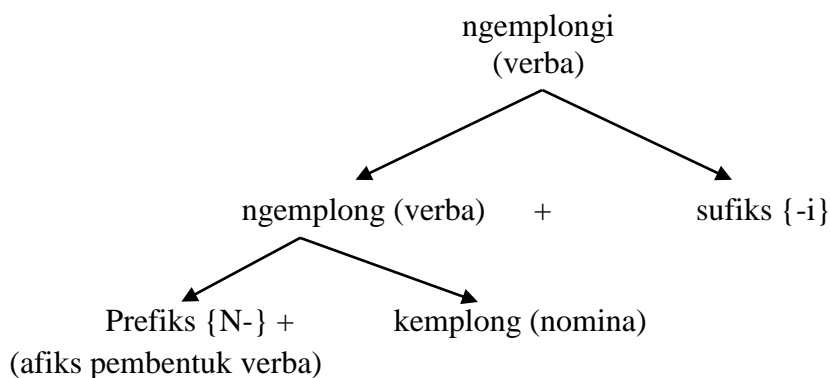 ngemplongi
(verba)
ngemplong (verba) + sufiks {-i}
Prefiks {N-} + kemplong (nomina)
(afiks pembentuk verba)